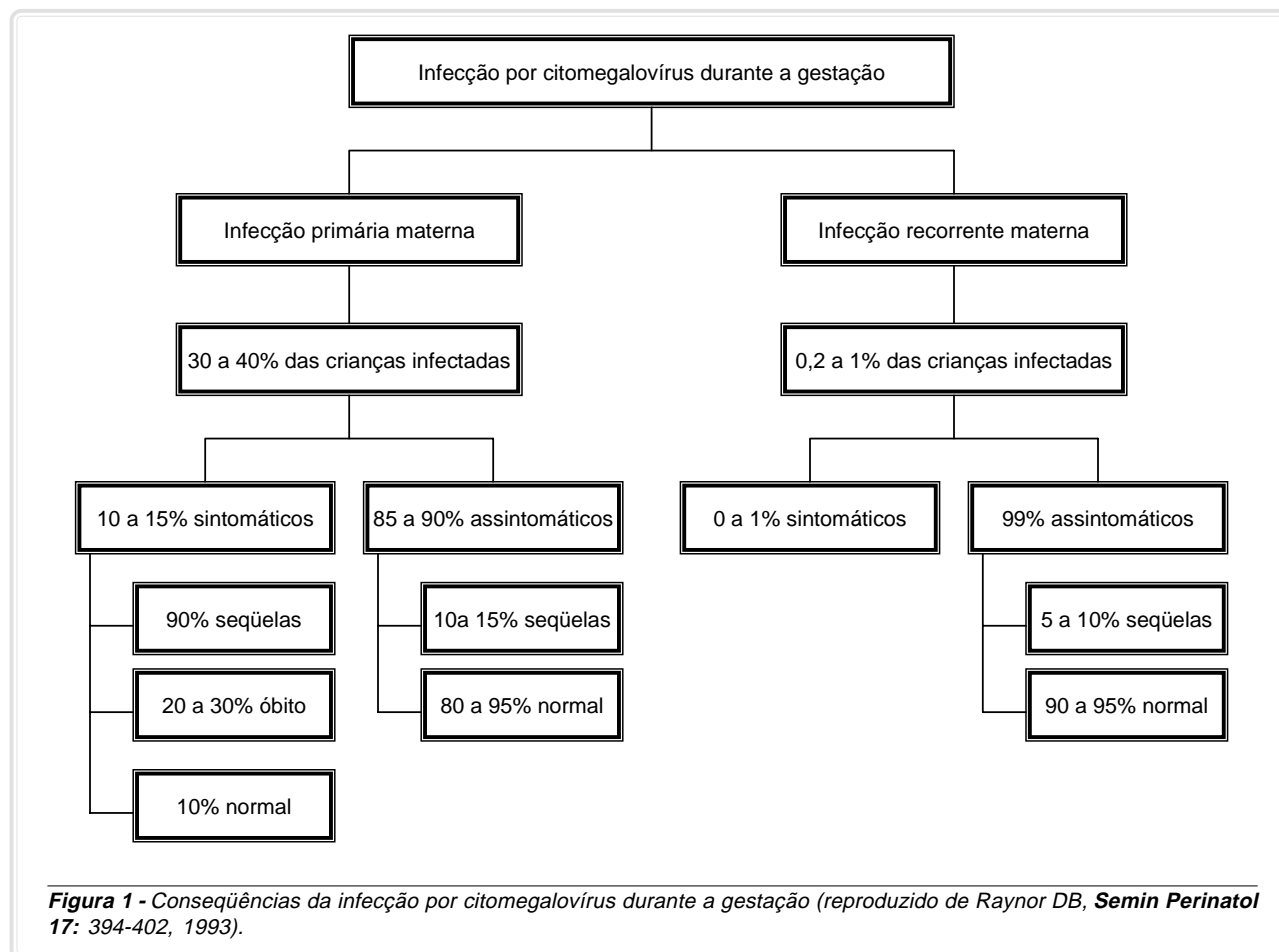 Infecção por citomegalovírus durante a gestação
Infecção primária materna
Infecção recorrente materna
30 a 40% das crianças infectadas
0,2 a 1% das crianças infectadas
10 a 15% sintomáticos
85 a 90% assintomáticos
0 a 1% sintomáticos
99% assintomáticos
90% seqüelas
10a 15% seqüelas
5 a 10% seqüelas
20 a 30% óbito
80 a 95% normal
90 a 95% normal
10% normal
Figura 1 - Conseqüências da infecção por citomegalovírus durante a gestação (reproduzido de Raynor DB, Semin Perinatol
17: 394-402, 1993).